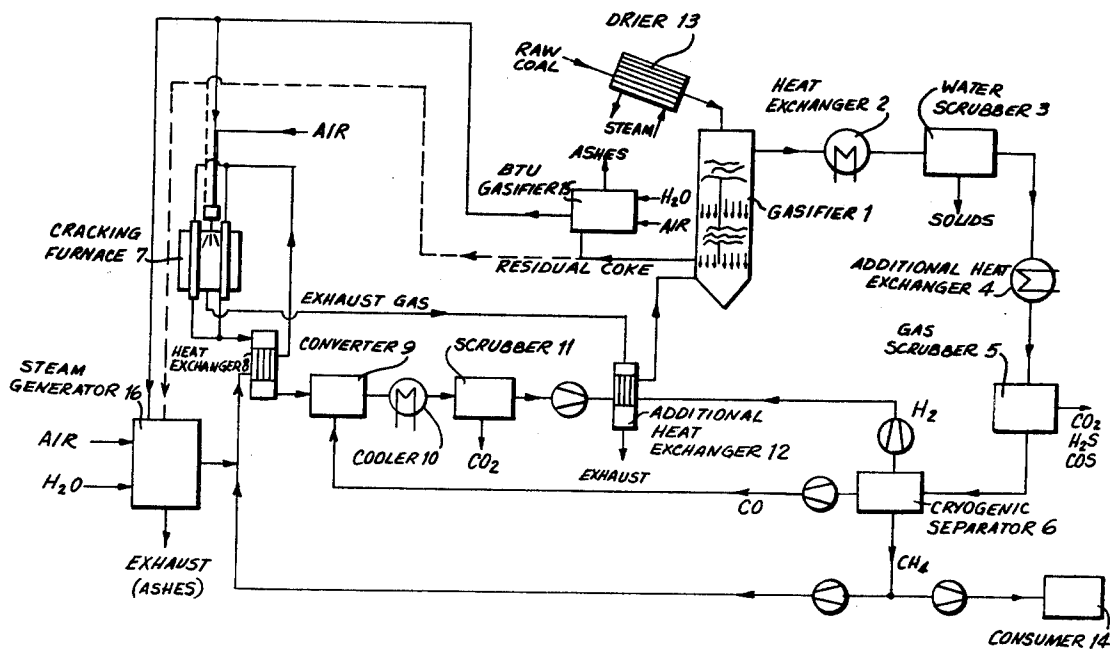 DRIER 13
RAW
COAL
STEAM
HEAT
EXCHANGER 2
WATER
SCRUBBER 3
SOLIDS
AIR
ASHES
BTU
GASIFIER 15
H2O
AIR
GASIFIER 1
CRACKING
FURNACE 7
RESIDUAL COKE
ADDITIONAL HEAT
EXCHANGER 4
EXHAUST GAS
HEAT
EXCHANGER 8
CONVERTER 9
SCRUBBER 11
GAS
SCRUBBER 5
STEAM
GENERATOR 16
H2
CO2
H2S
COS
ADDITIONAL
HEAT
EXCHANGER 12
AIR
COOLER 10
CO2
EXHAUST
H2O
CO
CRYOGENIC
SEPARATOR 6
EXHAUST
(ASHES)
CH4
CONSUMER 14